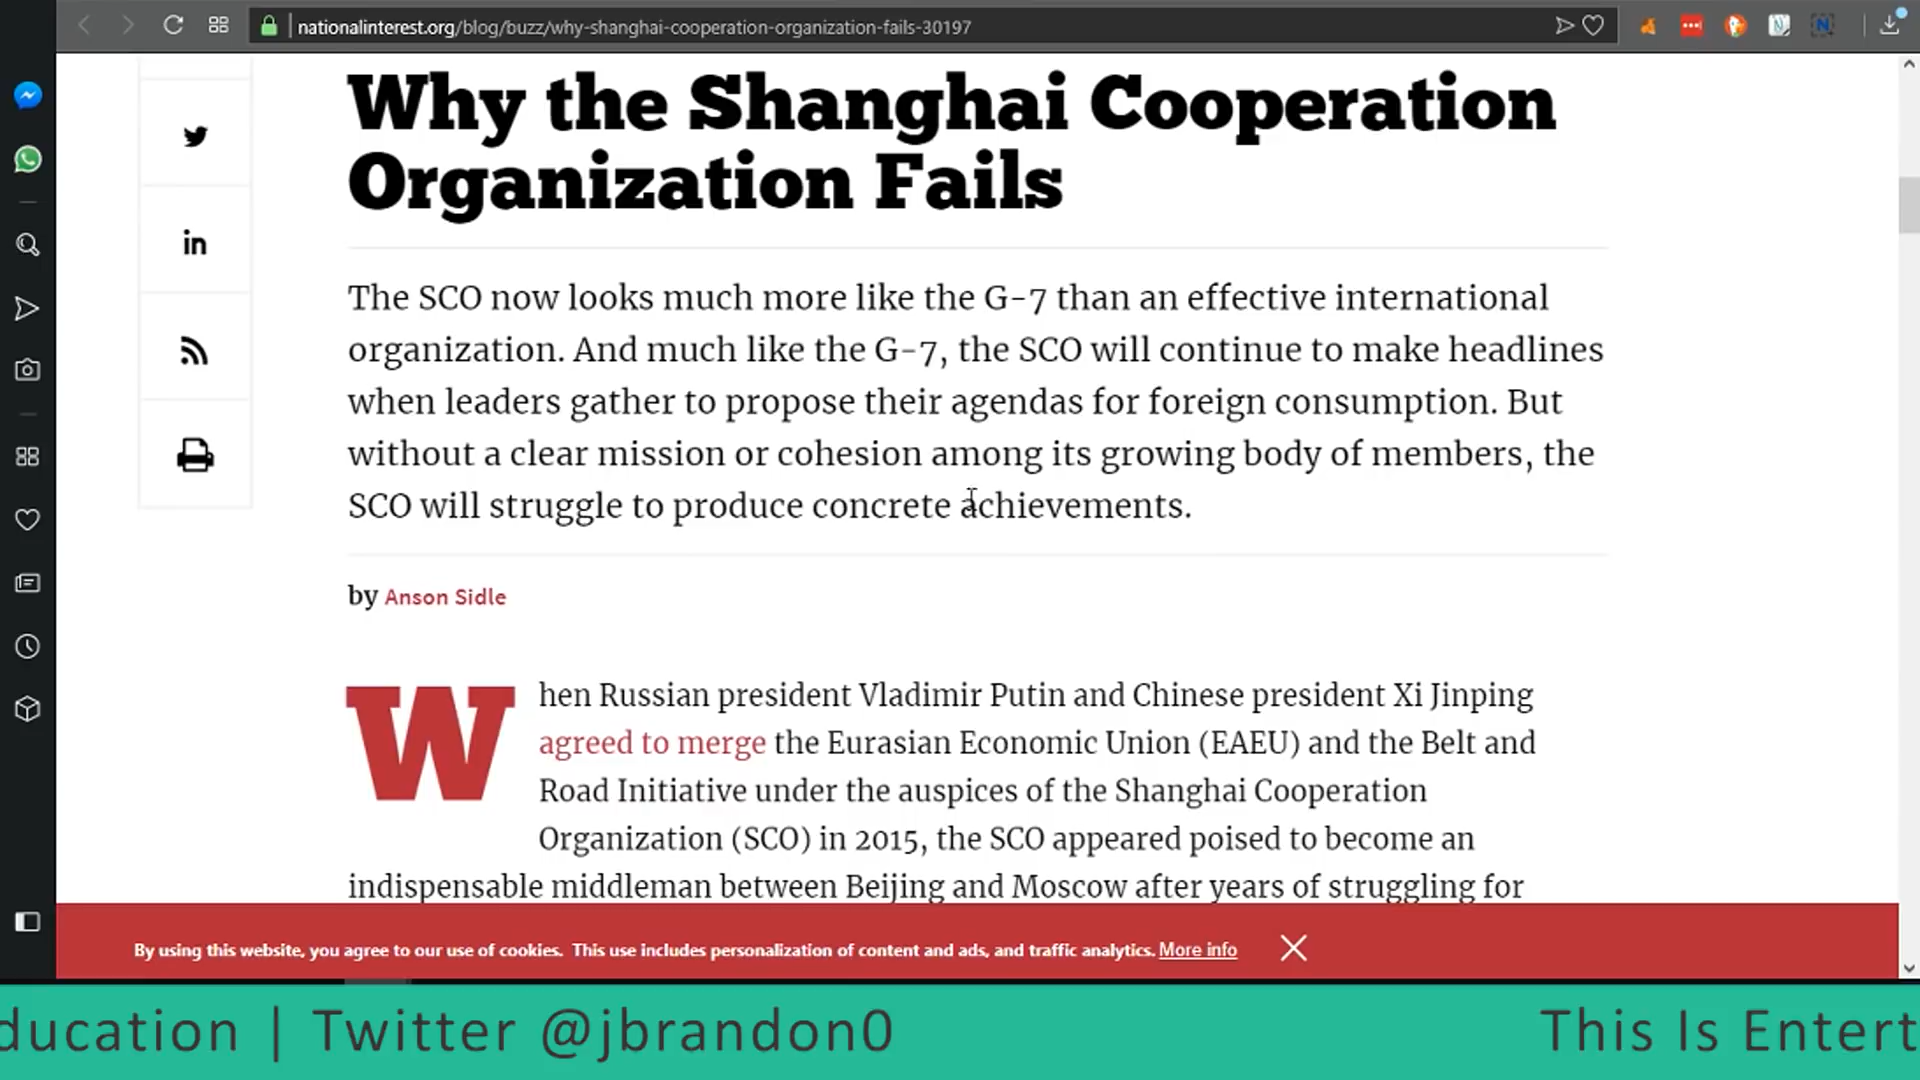 nationalinterest.org/blog/buzz/why-shanghai-cooperation-organization-fails-30197
Why the Shanghai Cooperation
Organization Fails
The SCO now looks much more like the G-7 than an effective international
organization. And much like the G-7, the SCO will continue to make headlines
when leaders gather to propose their agendas for foreign consumption. But
without a clear mission or cohesion among its growing body of members, the
SCO will struggle to produce concrete achievements.
by Anson Sidle
When Russian president Vladimir Putin and Chinese president Xi Jinping
agreed to merge the Eurasian Economic Union (EAEU) and the Belt and
Road Initiative under the auspices of the Shanghai Cooperation
Organization (SCO) in 2015, the SCO appeared poised to become an
indispensable middleman between Beijing and Moscow after years of struggling for
By using this website, you agree to our use of cookies. This use includes personalization of content and ads, and traffic analytics. More info
ducation | Twitter @jbrandon0 This Is Entert